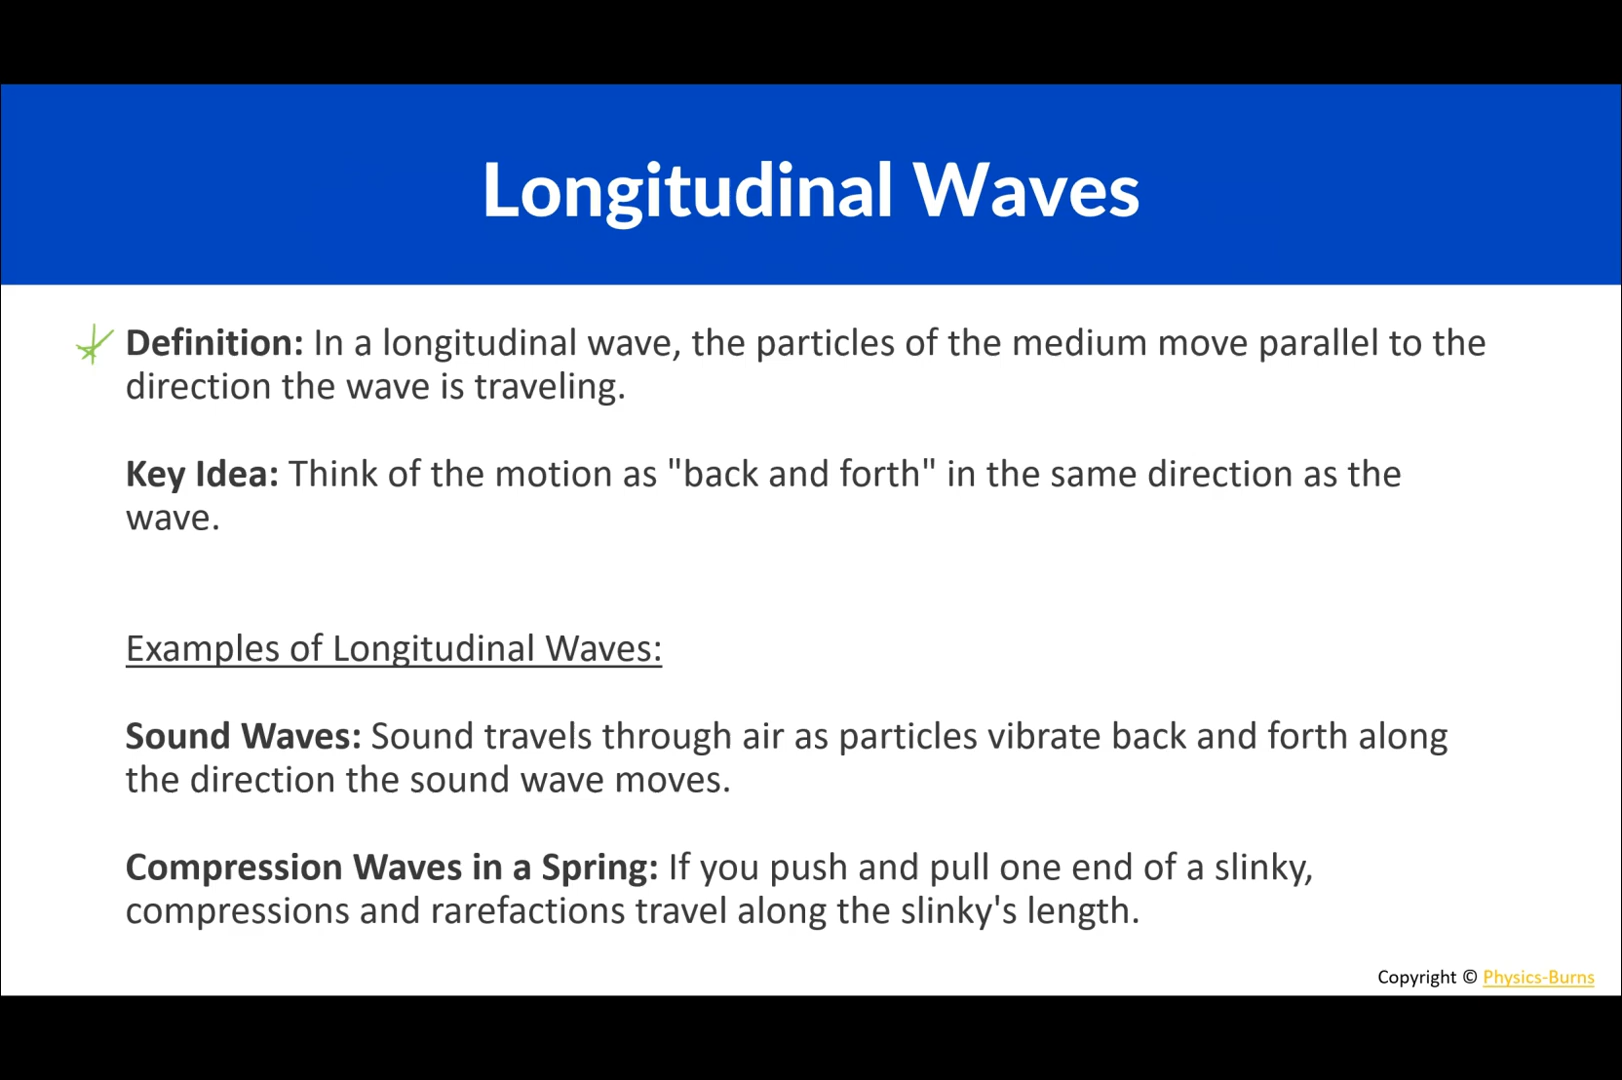 Longitudinal Waves
Definition: In a longitudinal wave, the particles of the medium move parallel to the
direction the wave is traveling.
Key Idea: Think of the motion as "back and forth" in the same direction as the
wave.
Examples of Longitudinal Waves:
Sound Waves: Sound travels through air as particles vibrate back and forth along
the direction the sound wave moves.
Compression Waves in a Spring: If you push and pull one end of a slinky,
compressions and rarefactions travel along the slinky's length.
Copyright © Physics-Burns